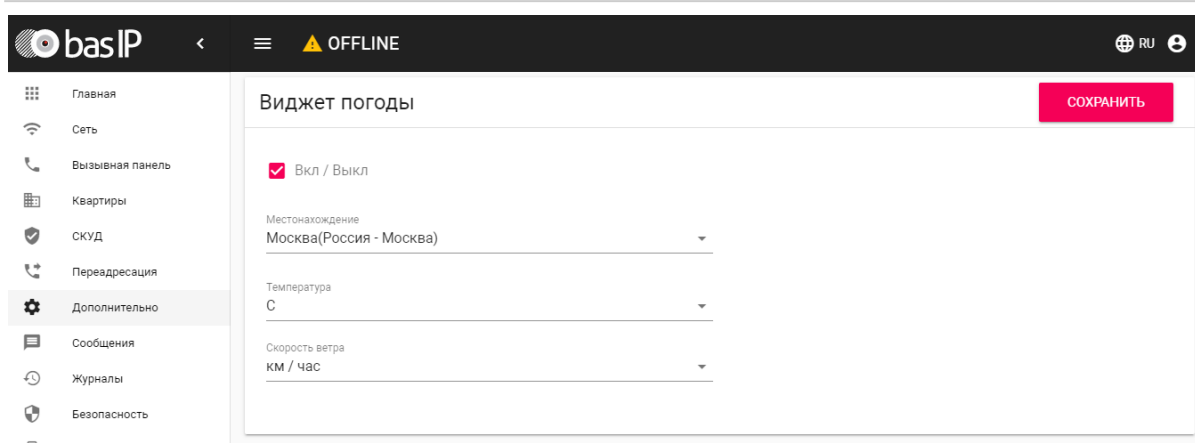 bas IP
OFFLINE
RU
Главная
Сеть
Вызывная панель
Квартиры
СКУД
Переадресация
Дополнительно
Сообщения
Журналы
Безопасность
Виджет погоды
СОХРАНИТЬ
Вкл / Выкл
Местонахождение
Москва(Россия - Москва)
Температура
C
Скорость ветра
км / час